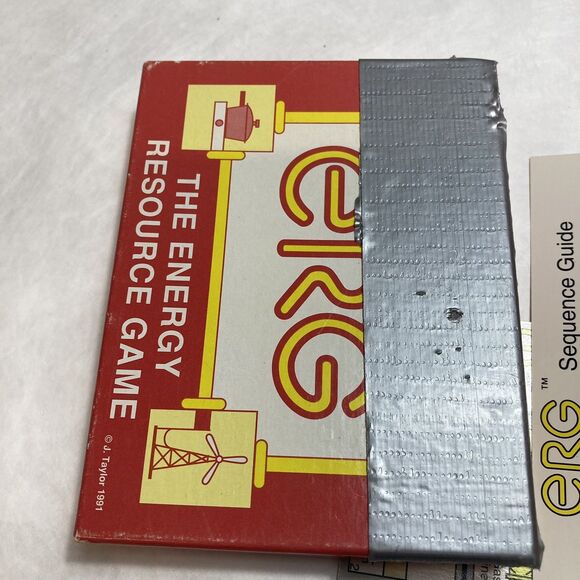 eRG
THE ENERGY
RESOURCE GAME
© J. Taylor 1991
eRG™ Sequence Guide